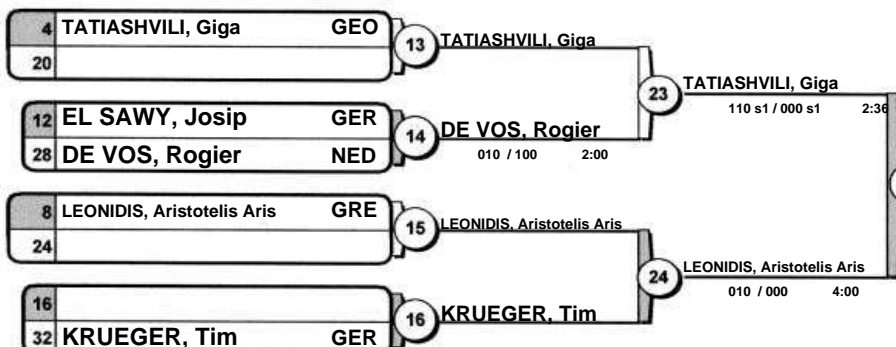 4 TATIASHVILI, Giga GEO
20
13 TATIASHVILI, Giga
23 TATIASHVILI, Giga
110 s1 / 000 s1 2:36
12 EL SAWY, Josip GER
28 DE VOS, Rogier NED
14 DE VOS, Rogier
010 / 100 2:00
8 LEONIDIS, Aristotelis Aris GRE
24
15 LEONIDIS, Aristotelis Aris
24 LEONIDIS, Aristotelis Aris
010 / 000 4:00
16
32 KRUEGER, Tim GER
16 KRUEGER, Tim